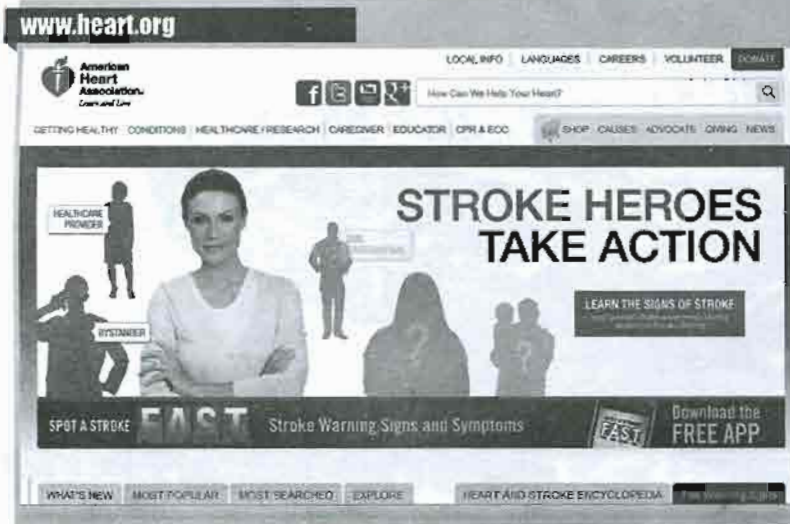 www.heart.org
American
Heart
Association®
Learn and Live
LOCAL INFO LANGUAGES CAREERS VOLUNTEER DONATE
How Can We Help Your Heart?
GETTING HEALTHY CONDITIONS HEALTHCARE / RESEARCH CAREGIVER EDUCATOR CPR & ECC SHOP CAUSES ADVOCATE GIVING NEWS
STROKE HEROES
TAKE ACTION
HEALTHCARE
PROVIDER
BYSTANDER
LEARN THE SIGNS OF STROKE
SPOT A STROKE FAST Stroke Warning Signs and Symptoms
FAST
Download the
FREE APP
WHAT'S NEW MOST POPULAR MOST SEARCHED EXPLORE HEART AND STROKE ENCYCLOPEDIA